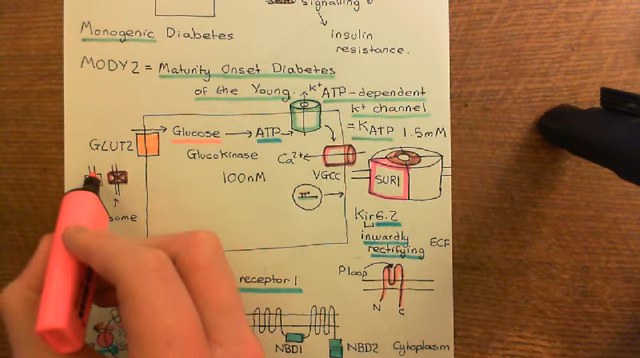 signalling
Monogenic Diabetes
insulin
resistance.
MODY2 = Maturity Onset Diabetes
of the Young.
K+
ATP-dependent
K+ channel
= KATP 1.5mM
GLUT2
Glucose → ATP →
Glucokinase
Ca2+
100nM
VGCC
SUR1
Kir6.2
inwardly
rectifying
ECF
some
P loop
receptor 1
N
C
NBD1
NBD2
Cytoplasm